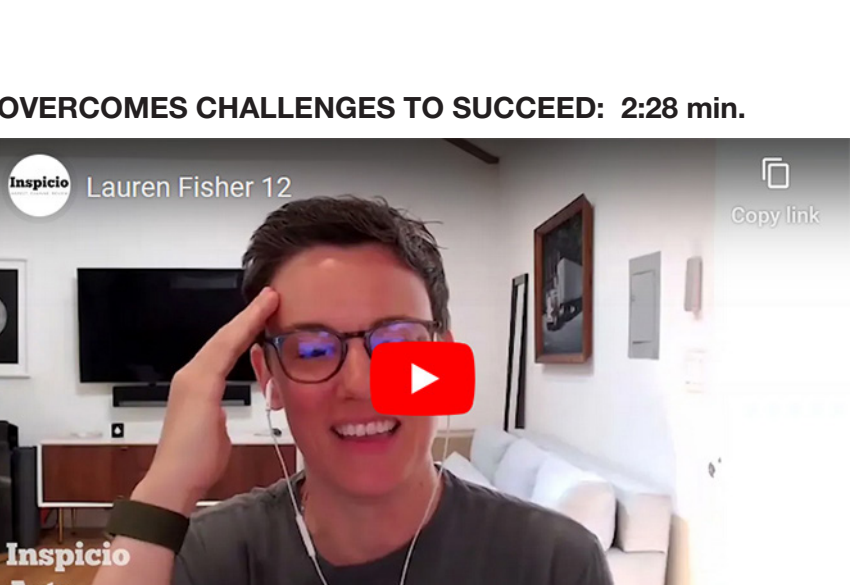 OVERCOMES CHALLENGES TO SUCCEED:  2:28 min.
Inspicio
Lauren Fisher 12
Copy link
Inspicio